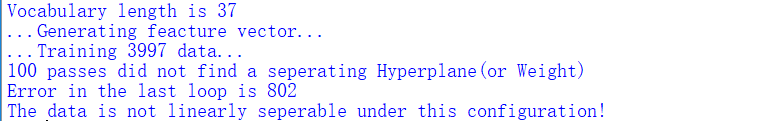 Vocabulary length is 37
...Generating feacture vector...
...Training 3997 data...
100 passes did not find a seperating Hyperplane(or Weight)
Error in the last loop is 802
The data is not linearly seperable under this configuration!